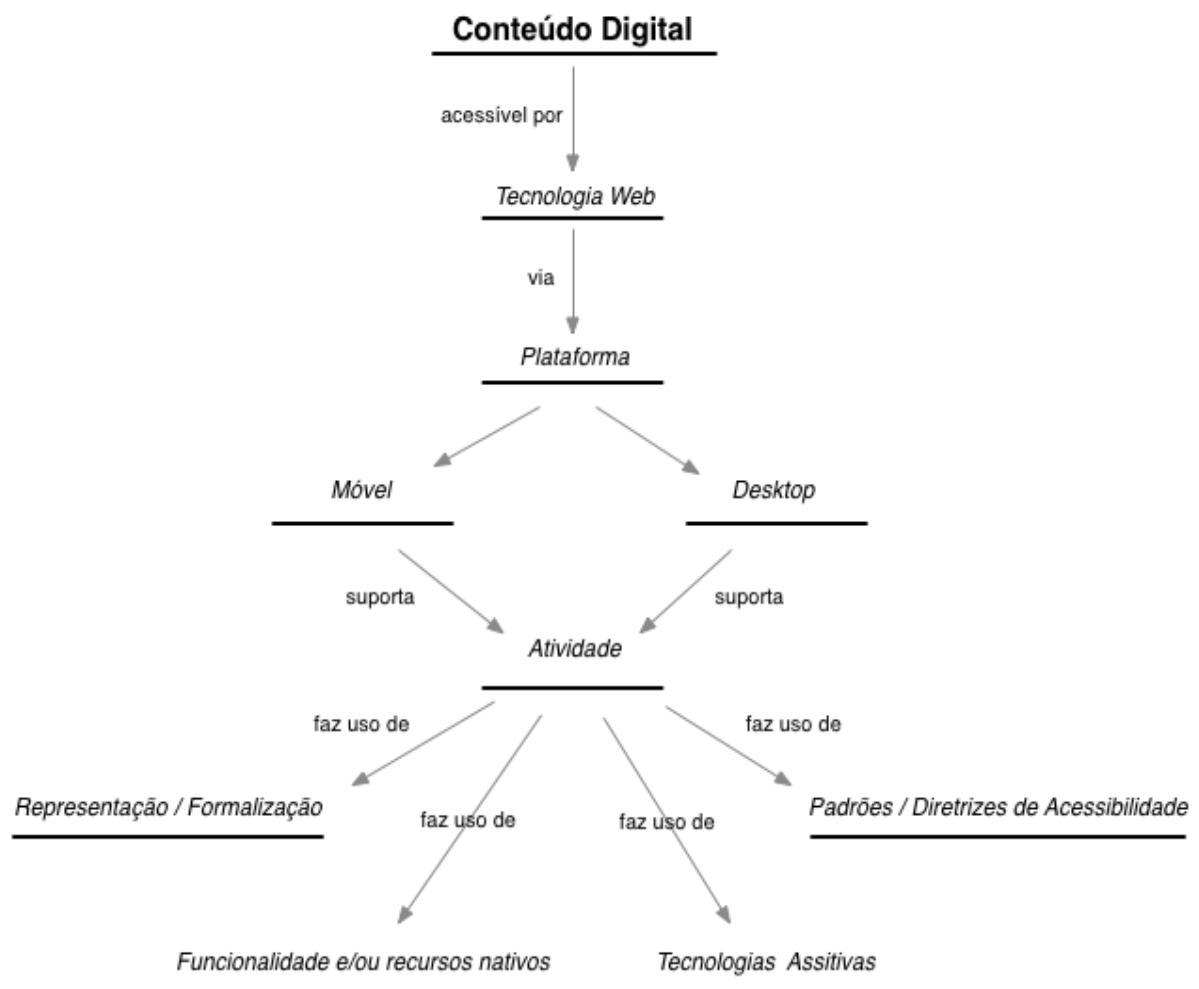 Conteúdo Digital
acessível por
Tecnologia Web
via
Plataforma
Móvel
Desktop
suporta
suporta
Atividade
faz uso de
faz uso de
Representação / Formalização
Padrões / Diretrizes de Acessibilidade
faz uso de
faz uso de
Funcionalidade e/ou recursos nativos
Tecnologias Assitivas